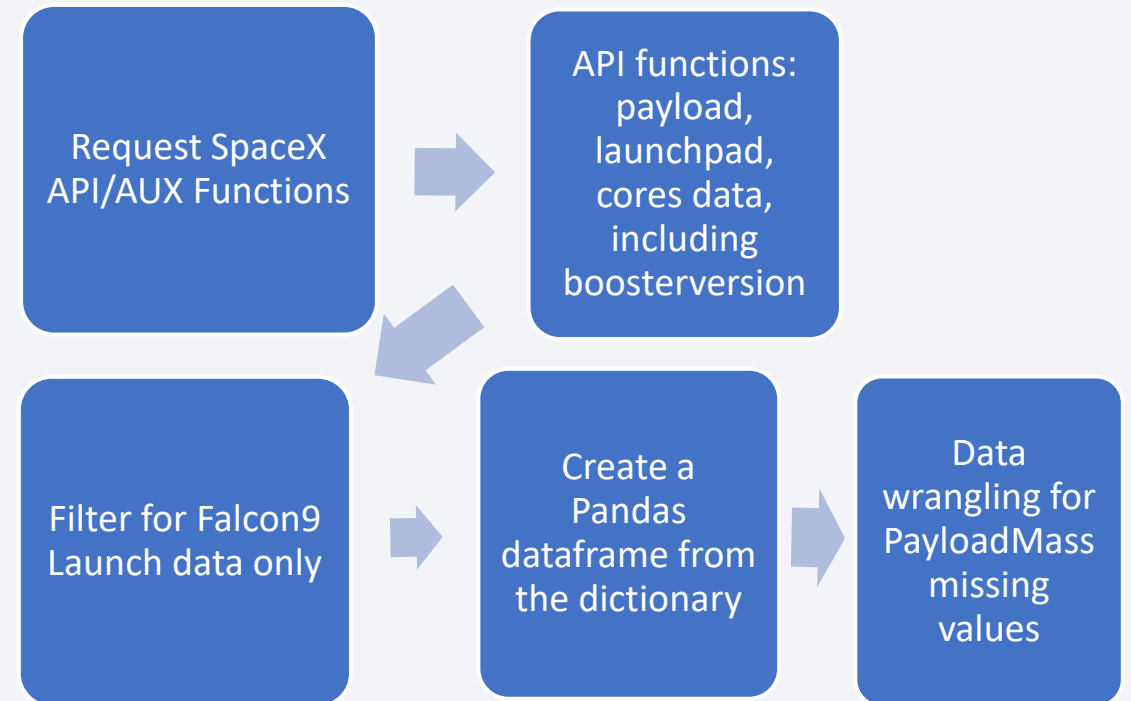 Request SpaceX
API/AUX Functions
API functions:
payload,
launchpad,
cores data,
including
boosterversion
Filter for Falcon9
Launch data only
Create a
Pandas
dataframe from
the dictionary
Data
wrangling for
PayloadMass
missing
values